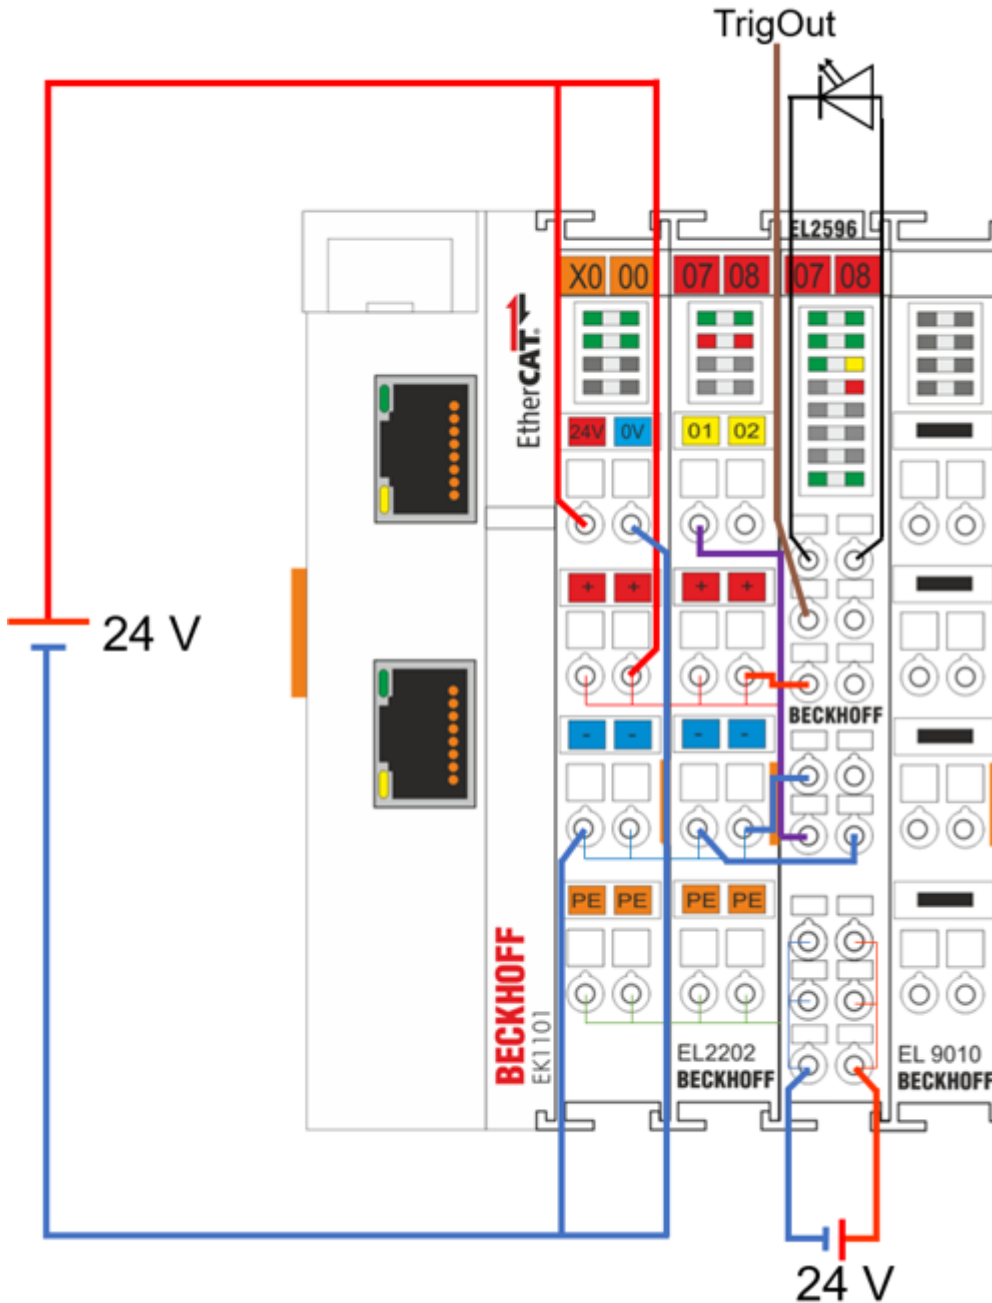 TrigOut
EL2596
X0 00 07 08 07 08
EtherCAT®
24V 0V 01 02
+ + + +
24 V
BECKHOFF
- - - -
PE PE PE PE
BECKHOFF
EK1101
EL2202
BECKHOFF
EL 9010
BECKHOFF
24 V